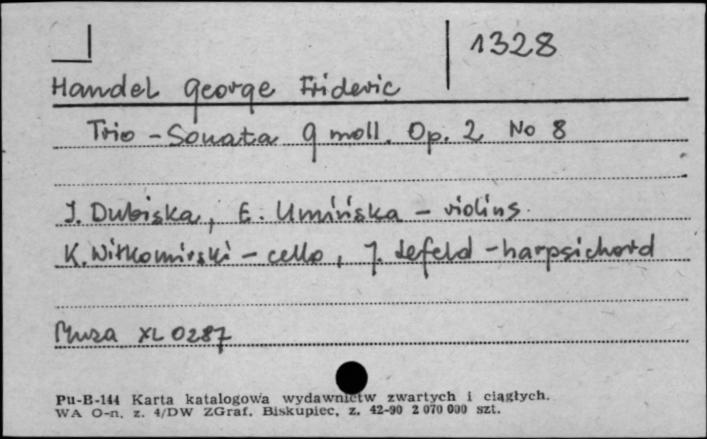 1328
Handel George Frideric
Trio-Sonata g moll. Op. 2 No 8
I. Dubiska, E. Umińska - violins.
K. Wiłkomirski - cello, J. Lefeld - harpsichord
Muza XL 0287
Pu-B-144 Karta katalogowa wydawnictw zwartych i ciągłych.
WA O-n. z. 4/DW ZGraf. Biskupiec, z. 42-90 2 070 000 szt.